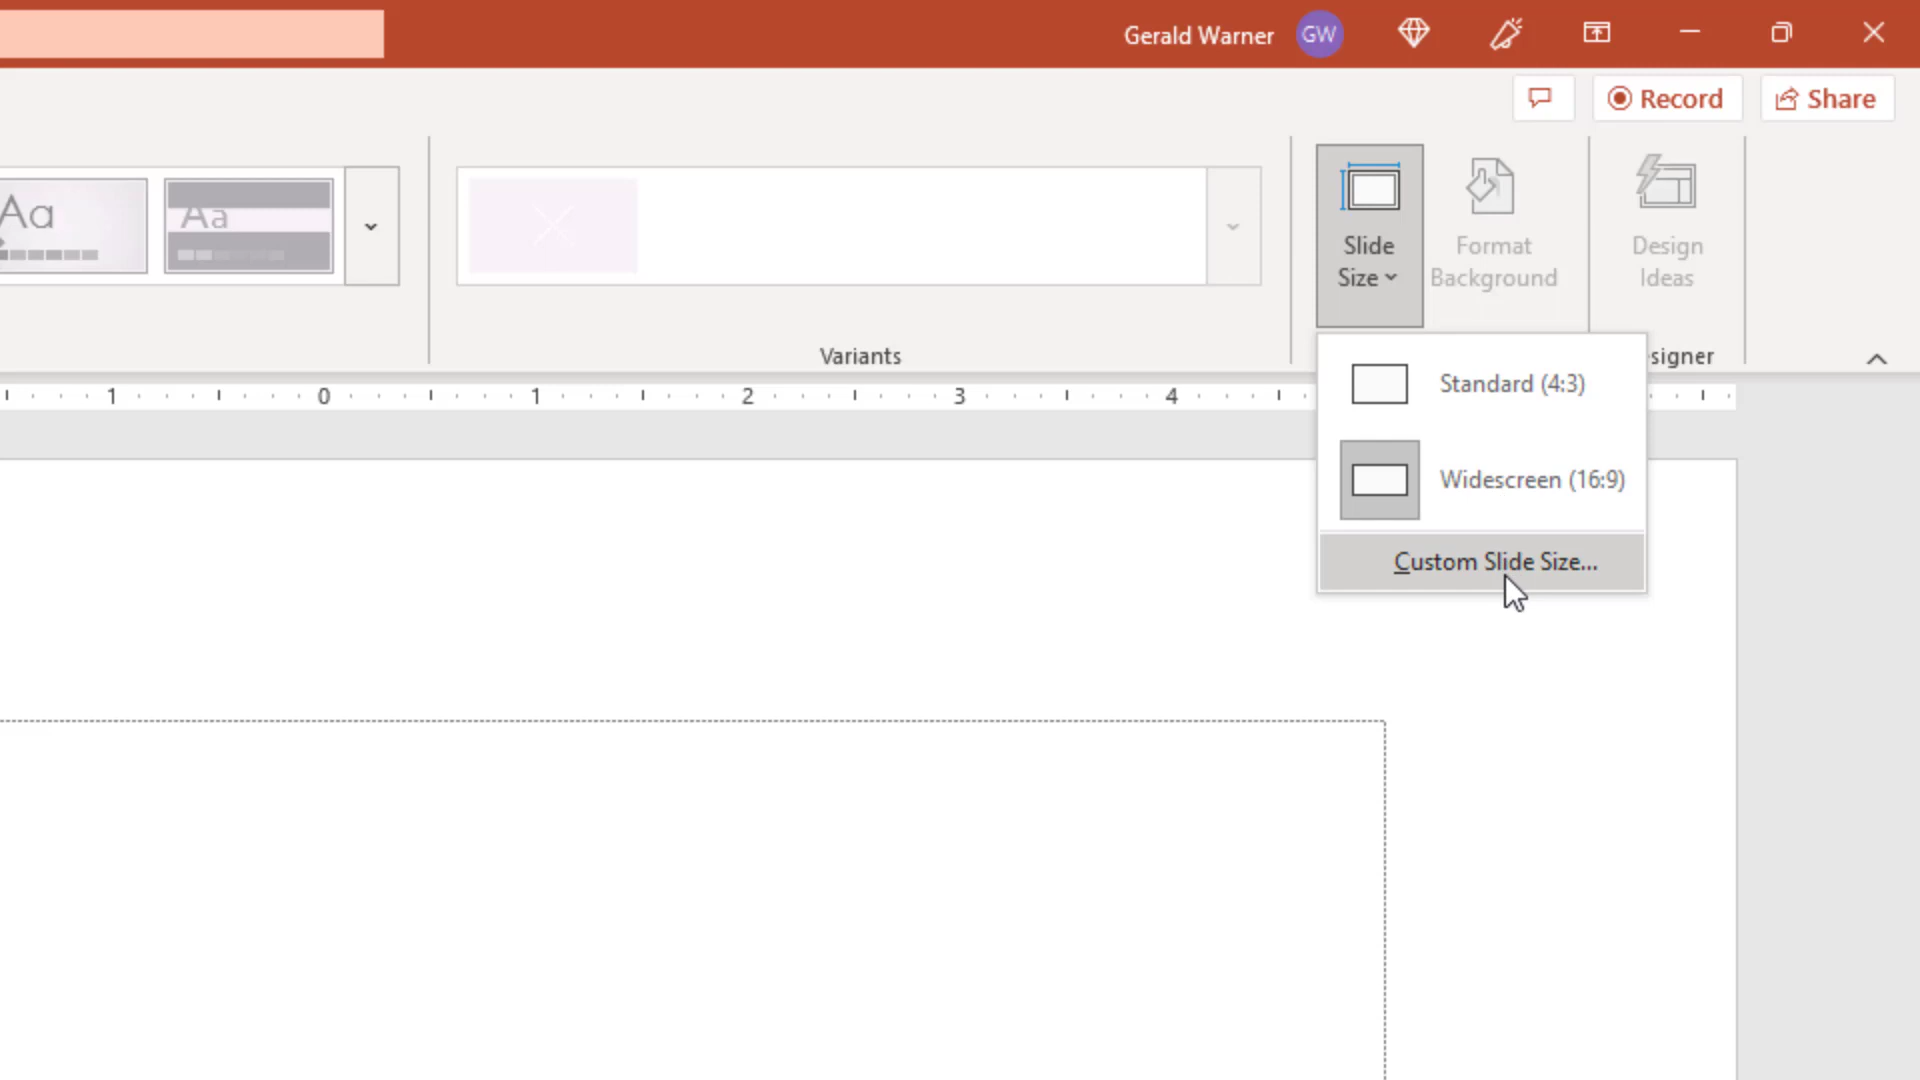 Gerald Warner GW
Record Share
Aa
Aa
Slide
Size
Format
Background
Design
Ideas
Variants
signer
1 0 1 2 3 4
Standard (4:3)
Widescreen (16:9)
Custom Slide Size...